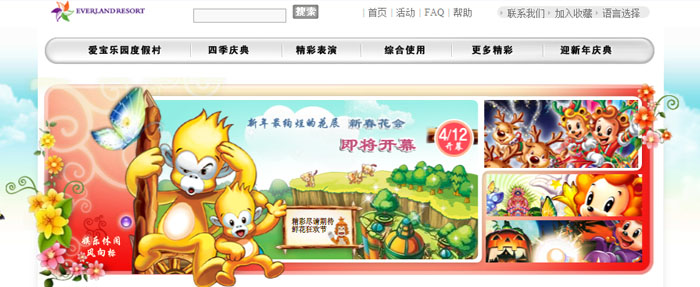 EVERLANDRESORT
搜索
首页 | 活动 | FAQ | 帮助
联系我们 加入收藏 语言选择
爱宝乐园度假村 四季庆典 精彩表演 综合使用 更多精彩 迎新年庆典
新年最绚烂的花展 新春花会
即将开幕
4/12
开幕
精彩尽请期待
鲜花狂欢节
娱乐休闲
风向标